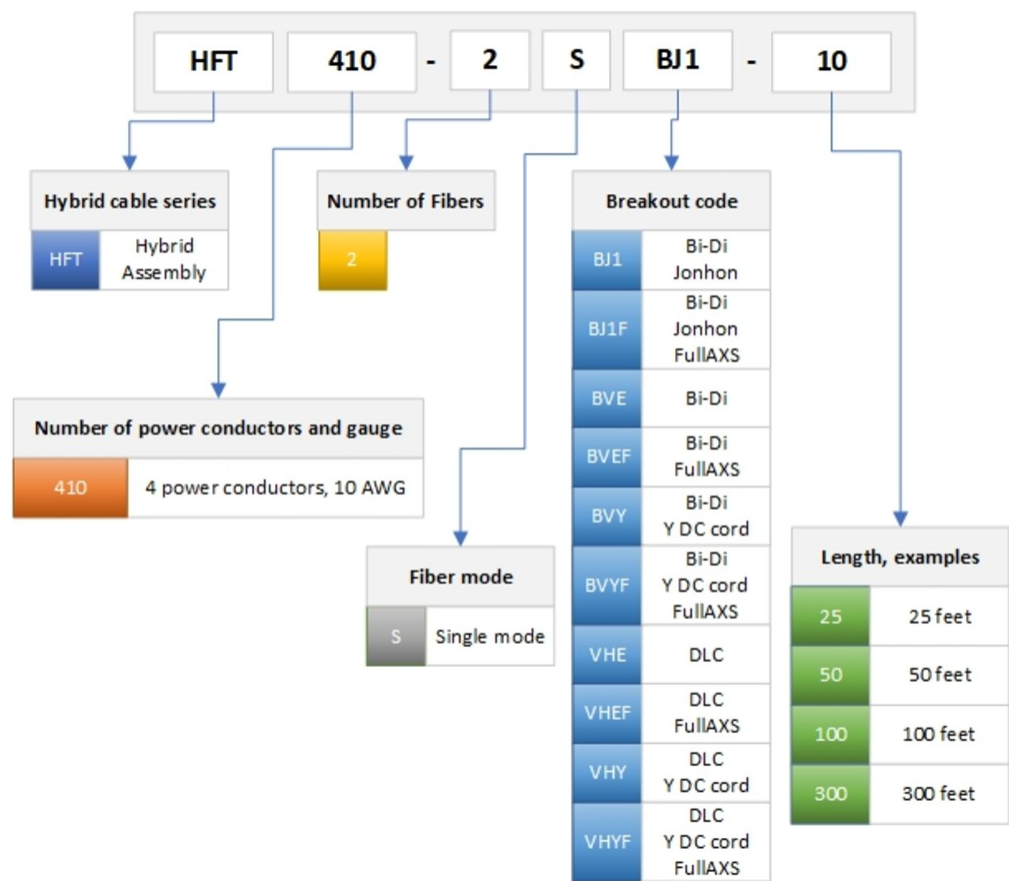 HFT 410 - 2 S BJ1 - 10
Hybrid cable series
HFT Hybrid
Assembly
Number of Fibers
2
Number of power conductors and gauge
410 4 power conductors, 10 AWG
Fiber mode
S Single mode
Breakout code
BJ1 Bi-Di
Jonhon
BJ1F Bi-Di
Jonhon
FullAXS
BVE Bi-Di
BVEF Bi-Di
FullAXS
BVY Bi-Di
Y DC cord
BVYF Bi-Di
Y DC cord
FullAXS
VHE DLC
VHEF DLC
FullAXS
VHY DLC
Y DC cord
VHYF DLC
Y DC cord
FullAXS
Length, examples
25 25 feet
50 50 feet
100 100 feet
300 300 feet